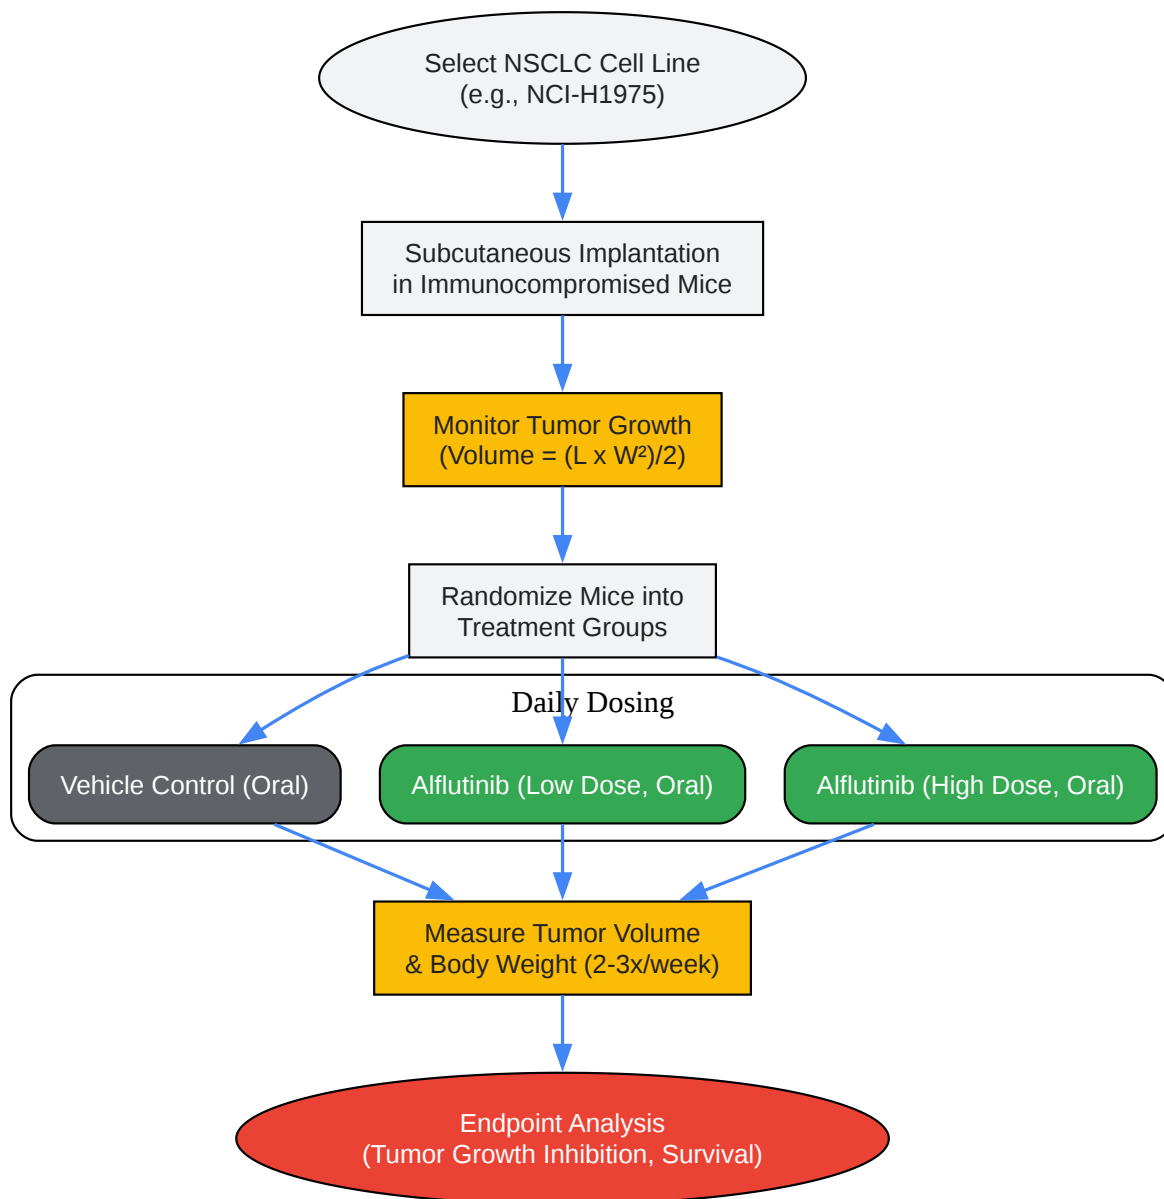 Select NSCLC Cell Line
(e.g., NCI-H1975)
Subcutaneous Implantation
in Immunocompromised Mice
Monitor Tumor Growth
(Volume = (L x W²)/2)
Randomize Mice into
Treatment Groups
Daily Dosing
Vehicle Control (Oral)
Alflutinib (Low Dose, Oral)
Alflutinib (High Dose, Oral)
Measure Tumor Volume
& Body Weight (2-3x/week)
Endpoint Analysis
(Tumor Growth Inhibition, Survival)